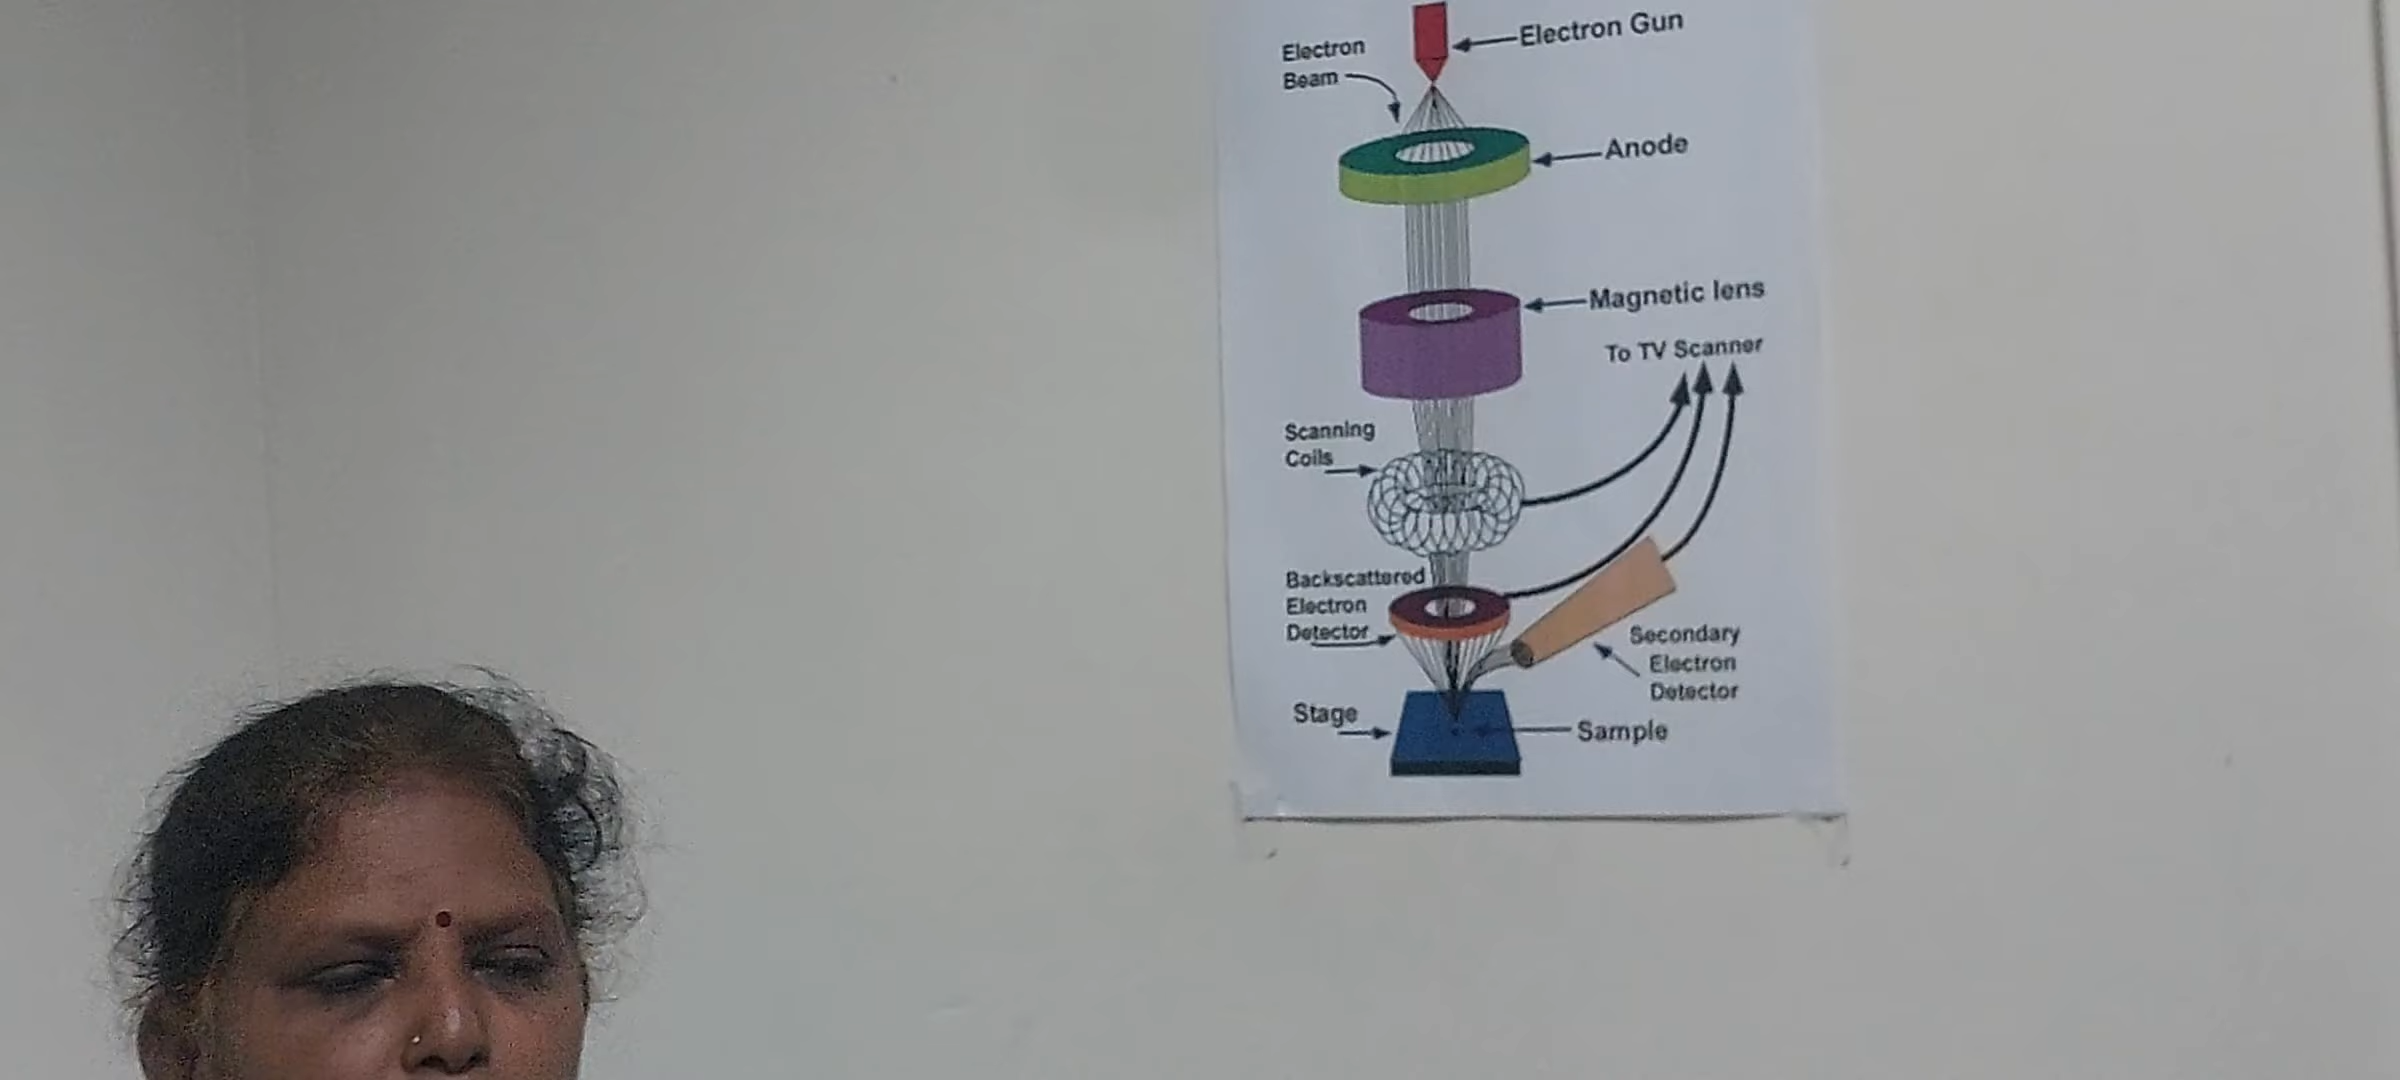 Electron Gun
Electron
Beam
Anode
Magnetic lens
To TV Scanner
Scanning
Coils
Backscattered
Electron
Detector
Secondary
Electron
Detector
Stage
Sample